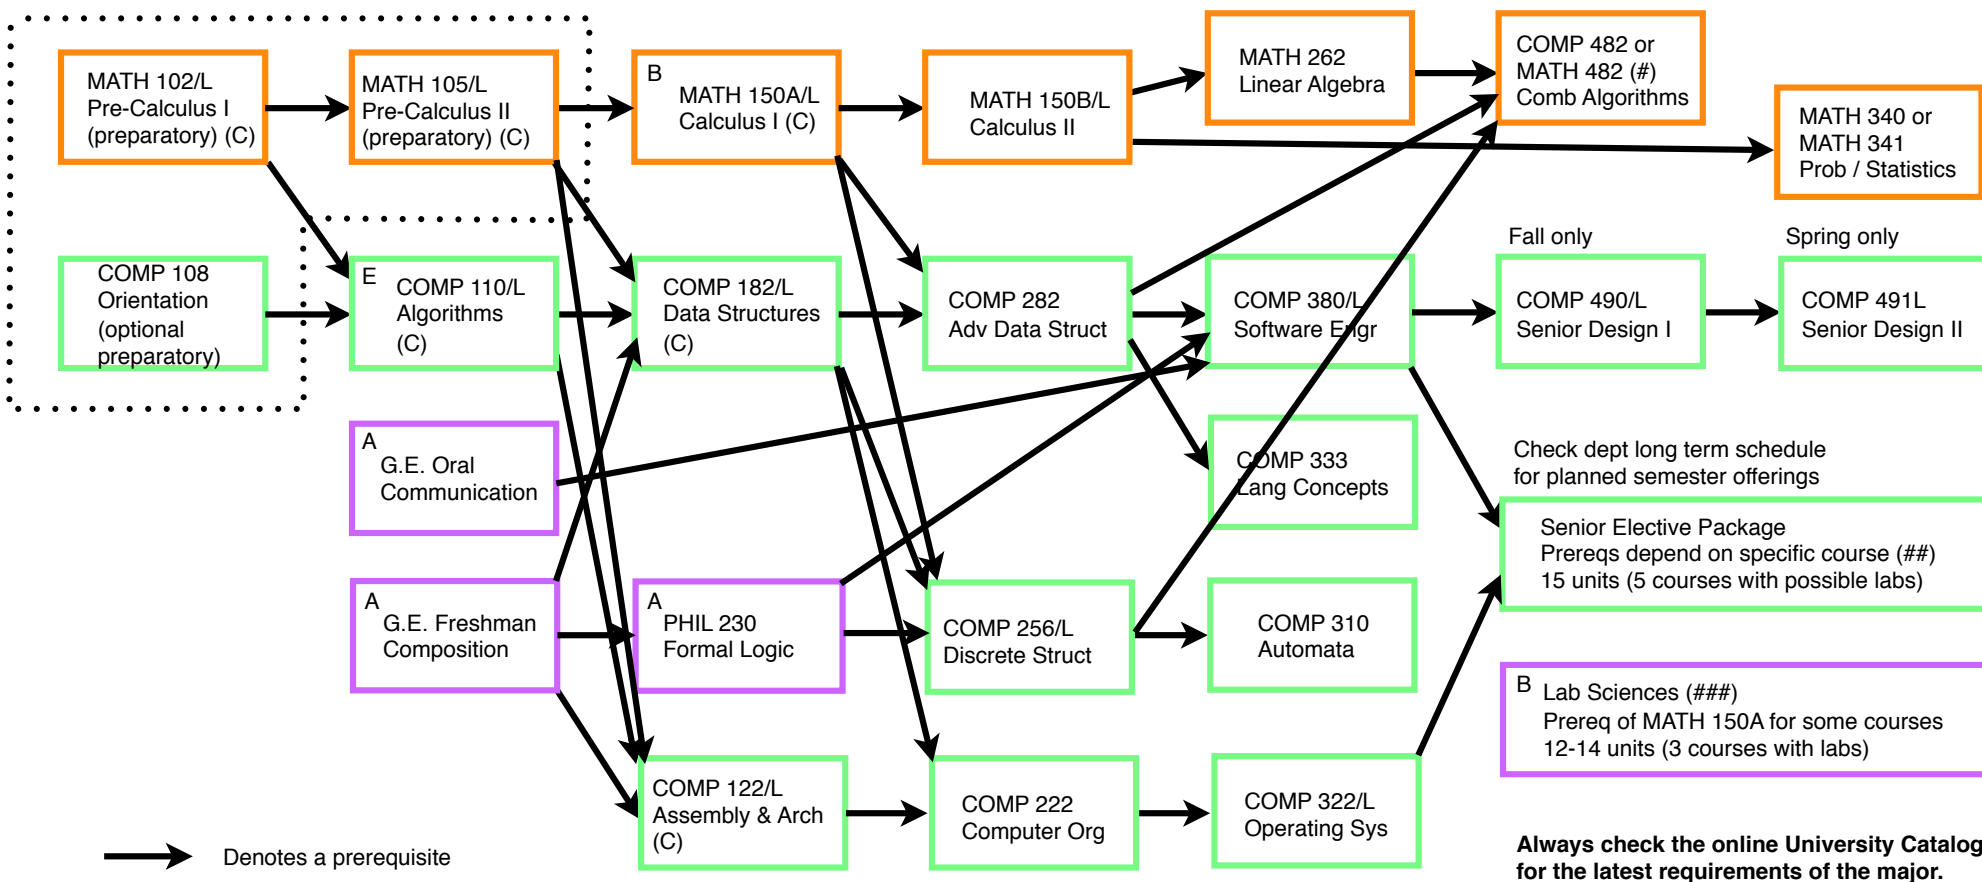 MATH 102/L
Pre-Calculus I
(preparatory) (C)
MATH 105/L
Pre-Calculus II
(preparatory) (C)
B
MATH 150A/L
Calculus I (C)
MATH 150B/L
Calculus II
MATH 262
Linear Algebra
COMP 482 or
MATH 482 (#)
Comb Algorithms
MATH 340 or
MATH 341
Prob / Statistics
COMP 108
Orientation
(optional
preparatory)
E
COMP 110/L
Algorithms
(C)
COMP 182/L
Data Structures
(C)
COMP 282
Adv Data Struct
COMP 380/L
Software Engr
Fall only
COMP 490/L
Senior Design I
Spring only
COMP 491L
Senior Design II
A
G.E. Oral
Communication
COMP 333
Lang Concepts
Check dept long term schedule
for planned semester offerings
Senior Elective Package
Prereqs depend on specific course (##)
15 units (5 courses with possible labs)
A
G.E. Freshman
Composition
A
PHIL 230
Formal Logic
COMP 256/L
Discrete Struct
COMP 310
Automata
B
Lab Sciences (###)
Prereq of MATH 150A for some courses
12-14 units (3 courses with labs)
COMP 122/L
Assembly & Arch
(C)
COMP 222
Computer Org
COMP 322/L
Operating Sys
Denotes a prerequisite
Always check the online University Catalog
for the latest requirements of the major.